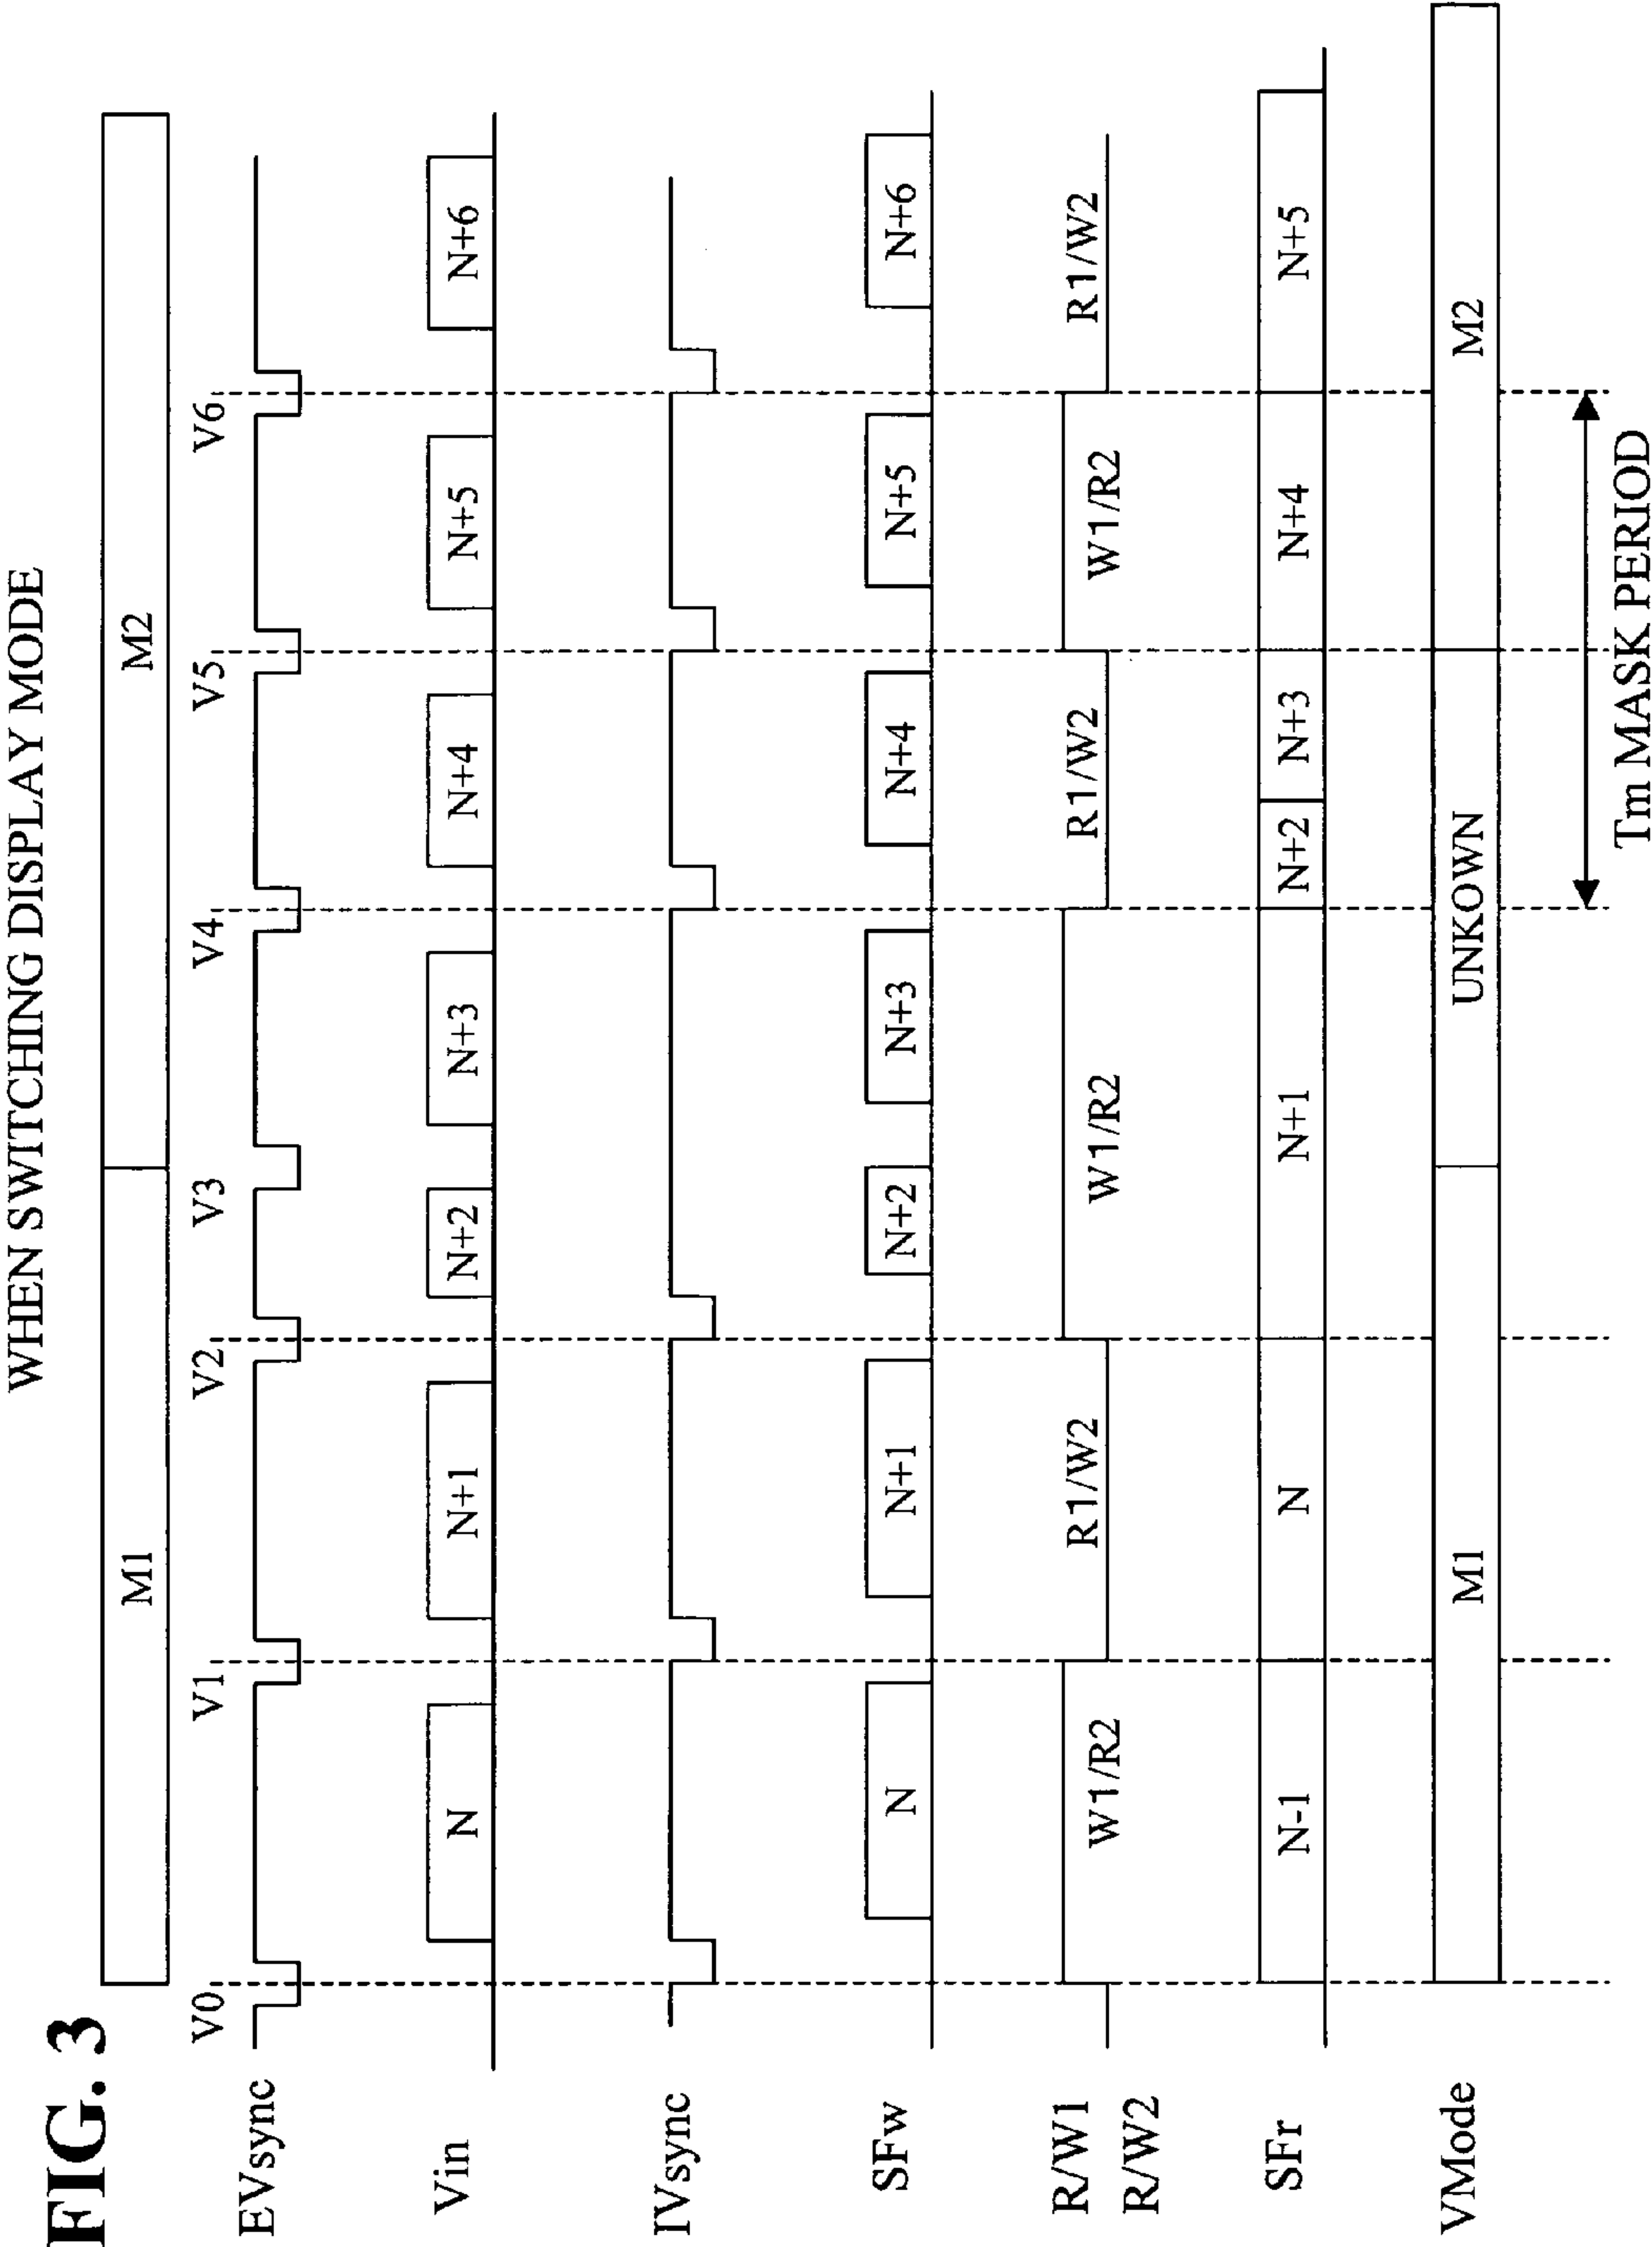 FIG. 3
WHEN SWITCHING DISPLAY MODE
M1 M2
V0 V1 V2 V3 V4 V5 V6
EVsync
Vin N N+1 N+2 N+3 N+4 N+5 N+6
IVsync
SFw N N+1 N+2 N+3 N+4 N+5 N+6
R/W1 R1/W2 R1/W2 R1/W2
R/W2 W1/R2 W1/R2 W1/R2
SFr N-1 N N+1 N+2 N+3 N+4 N+5
VMode M1 UNKOWN M2
Tm MASK PERIOD